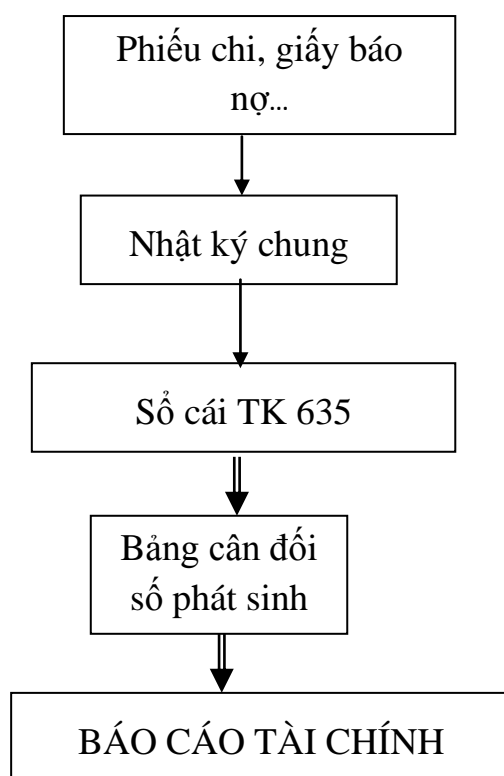 Phiếu chi, giấy báo
nợ...
Nhật ký chung
Sổ cái TK 635
Bảng cân đối
số phát sinh
BÁO CÁO TÀI CHÍNH